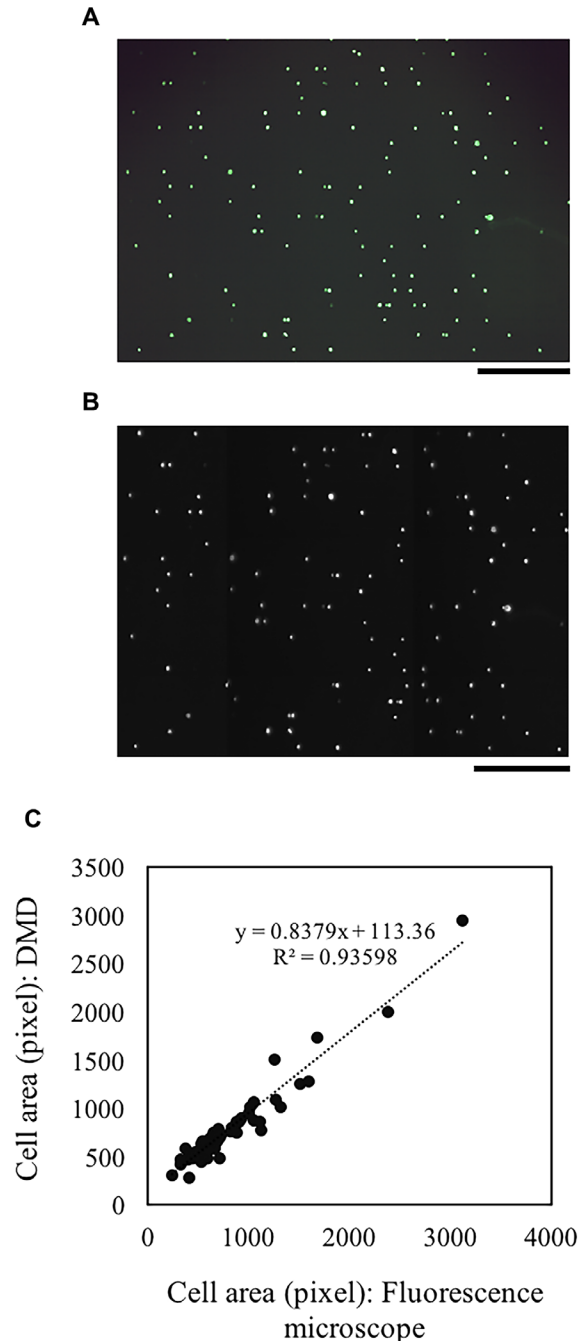 A
B
C
3500
3000
2500
2000
1500
1000
500
0
Cell area (pixel): DMD
y = 0.8379x + 113.36
R² = 0.93598
0 1000 2000 3000 4000
Cell area (pixel): Fluorescence
microscope